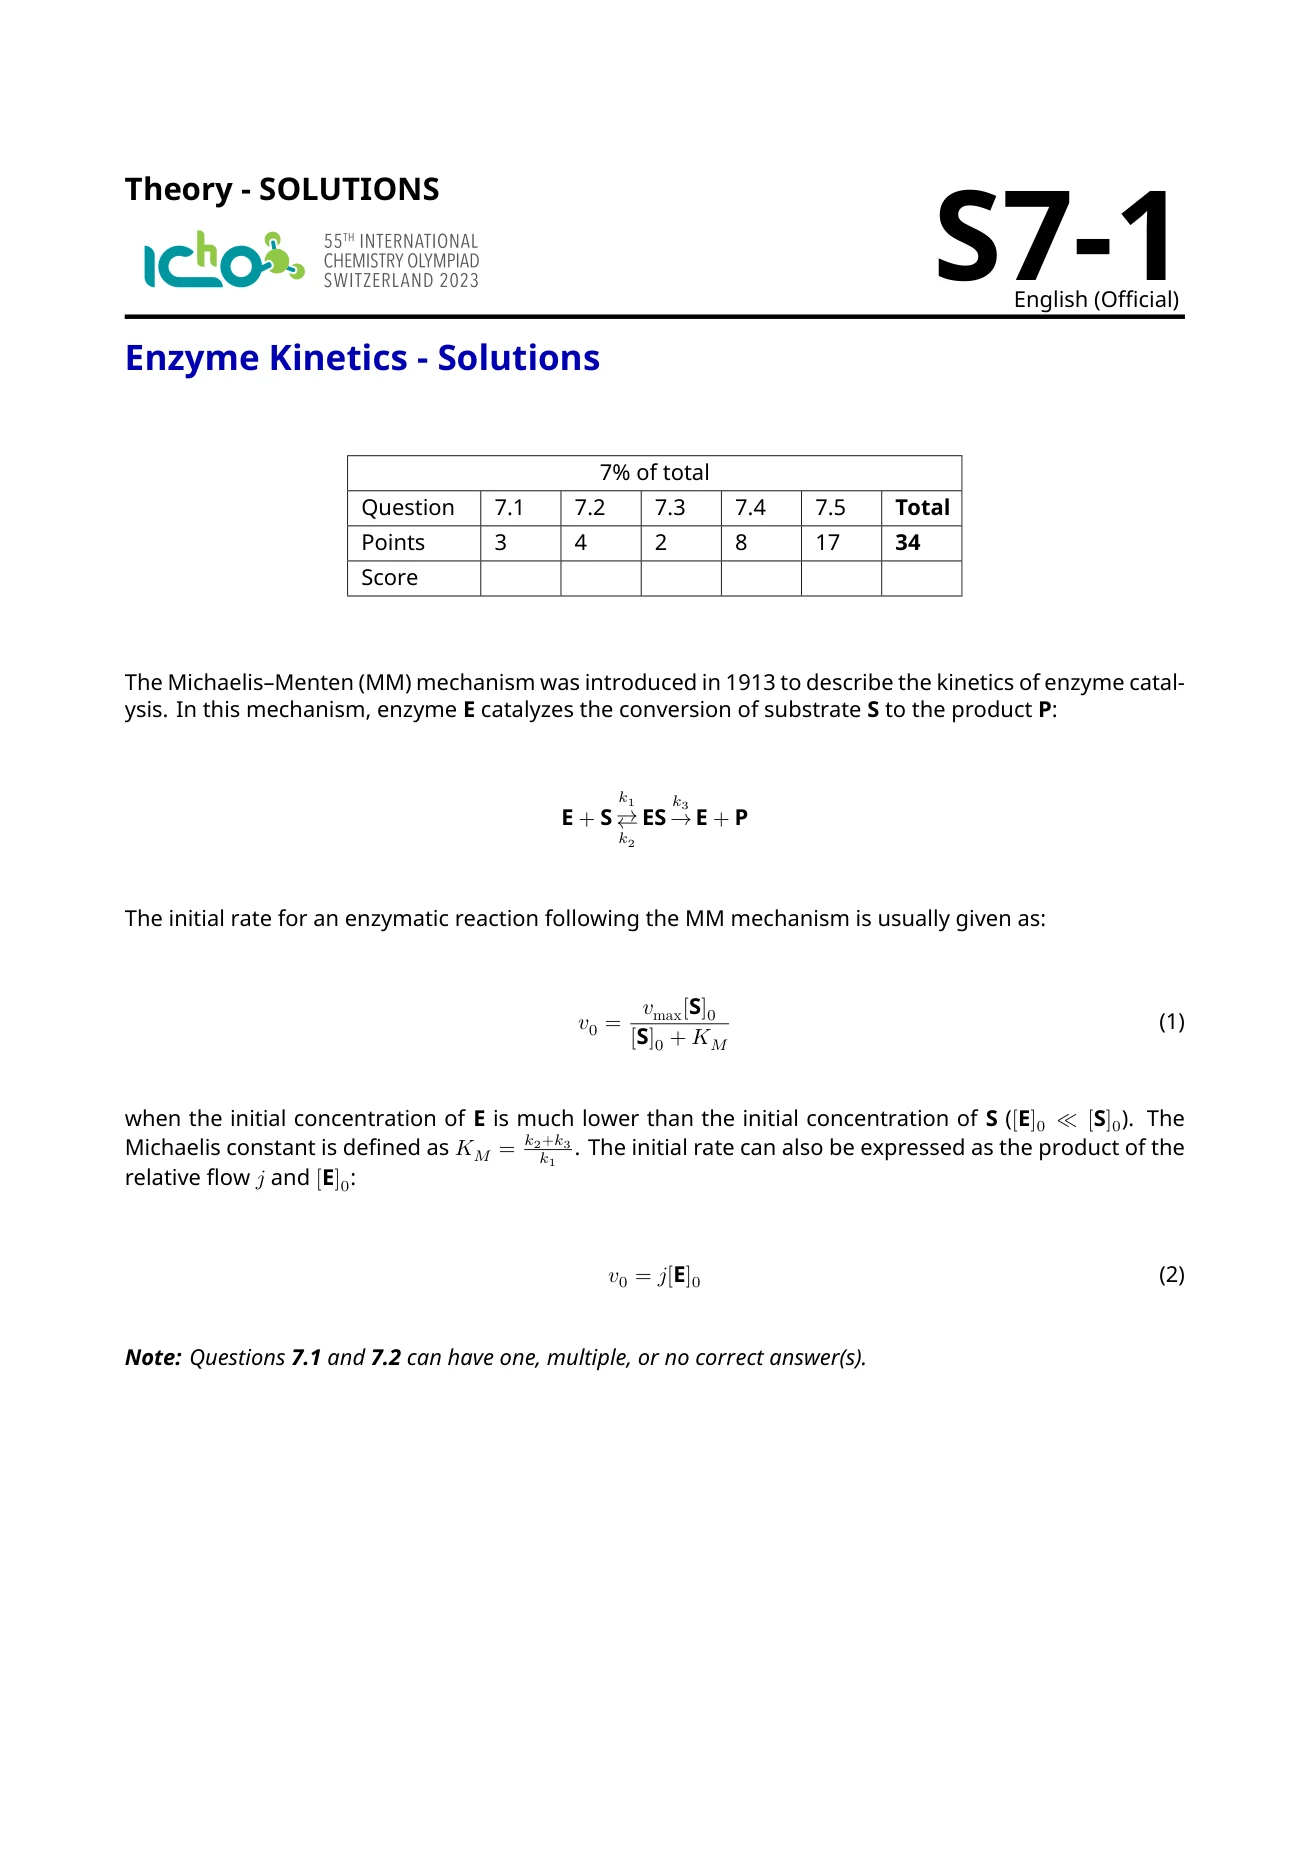 Theory - SOLUTIONS
Icho
55TH INTERNATIONAL
CHEMISTRY OLYMPIAD
SWITZERLAND 2023
S7-1
English (Official)
Enzyme Kinetics - Solutions
7% of total
Question 7.1 7.2 7.3 7.4 7.5 Total
Points 3 4 2 8 17 34
Score
The Michaelis–Menten (MM) mechanism was introduced in 1913 to describe the kinetics of enzyme catal-
ysis. In this mechanism, enzyme E catalyzes the conversion of substrate S to the product P:
E + S ⇄ (k₁, k₂) ES → (k₃) E + P
The initial rate for an enzymatic reaction following the MM mechanism is usually given as:
v₀ = v_max[S]₀ / ([S]₀ + K_M) (1)
when the initial concentration of E is much lower than the initial concentration of S ([E]₀ ≪ [S]₀). The
Michaelis constant is defined as K_M = (k₂+k₃)/k₁. The initial rate can also be expressed as the product of the
relative flow j and [E]₀:
v₀ = j[E]₀ (2)
Note: Questions 7.1 and 7.2 can have one, multiple, or no correct answer(s).